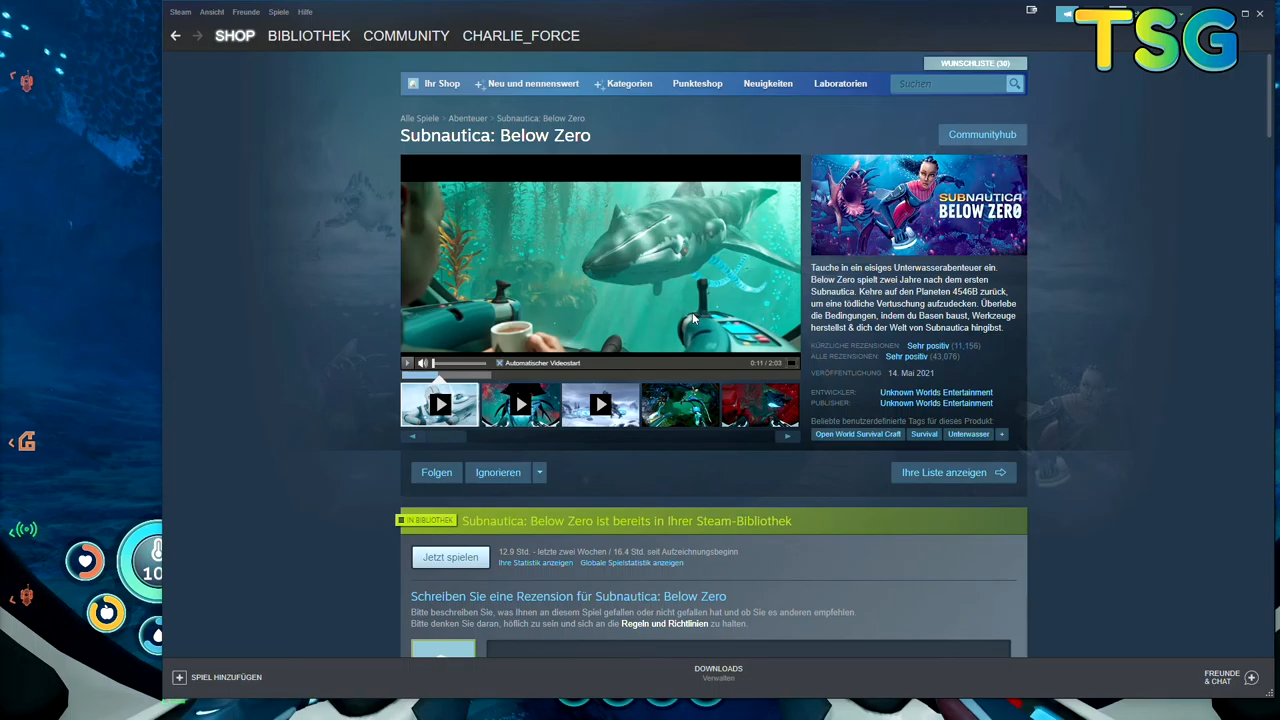 Steam Ansicht Freunde Spiele Hilfe
TSG
SHOP BIBLIOTHEK COMMUNITY CHARLIE_FORCE
WUNSCHLISTE (30)
Ihr Shop Neu und nennenswert Kategorien Punkteshop Neuigkeiten Laboratorien Suchen
Alle Spiele > Abenteuer > Subnautica: Below Zero
Subnautica: Below Zero
Communityhub
SUBNAUTICA
BELOW ZERO
Tauche in ein eisiges Unterwasserabenteuer ein.
Below Zero spielt zwei Jahre nach dem ersten
Subnautica. Kehre auf den Planeten 4546B zurück,
um eine tödliche Vertuschung aufzudecken. Überlebe
die Bedingungen, indem du Basen baust, Werkzeuge
herstellst & dich der Welt von Subnautica hingibst.
KÜRZLICHE REZENSIONEN: Sehr positiv (11,156)
ALLE REZENSIONEN: Sehr positiv (43,076)
VERÖFFENTLICHUNG: 14. Mai 2021
ENTWICKLER: Unknown Worlds Entertainment
PUBLISHER: Unknown Worlds Entertainment
Beliebte benutzerdefinierte Tags für dieses Produkt:
Open World Survival Craft Survival Unterwasser +
Automatischer Videostart 0:11 / 2:03
Folgen Ignorieren Ihre Liste anzeigen
IN BIBLIOTHEK Subnautica: Below Zero ist bereits in Ihrer Steam-Bibliothek
Jetzt spielen
12.9 Std. - letzte zwei Wochen / 16.4 Std. seit Aufzeichnungsbeginn
Ihre Statistik anzeigen Globale Spielstatistik anzeigen
Schreiben Sie eine Rezension für Subnautica: Below Zero
Bitte beschreiben Sie, was Ihnen an diesem Spiel gefallen oder nicht gefallen hat und ob Sie es anderen empfehlen.
Bitte denken Sie daran, höflich zu sein und sich an die Regeln und Richtlinien zu halten.
SPIEL HINZUFÜGEN
DOWNLOADS
Verwalten
FREUNDE
& CHAT